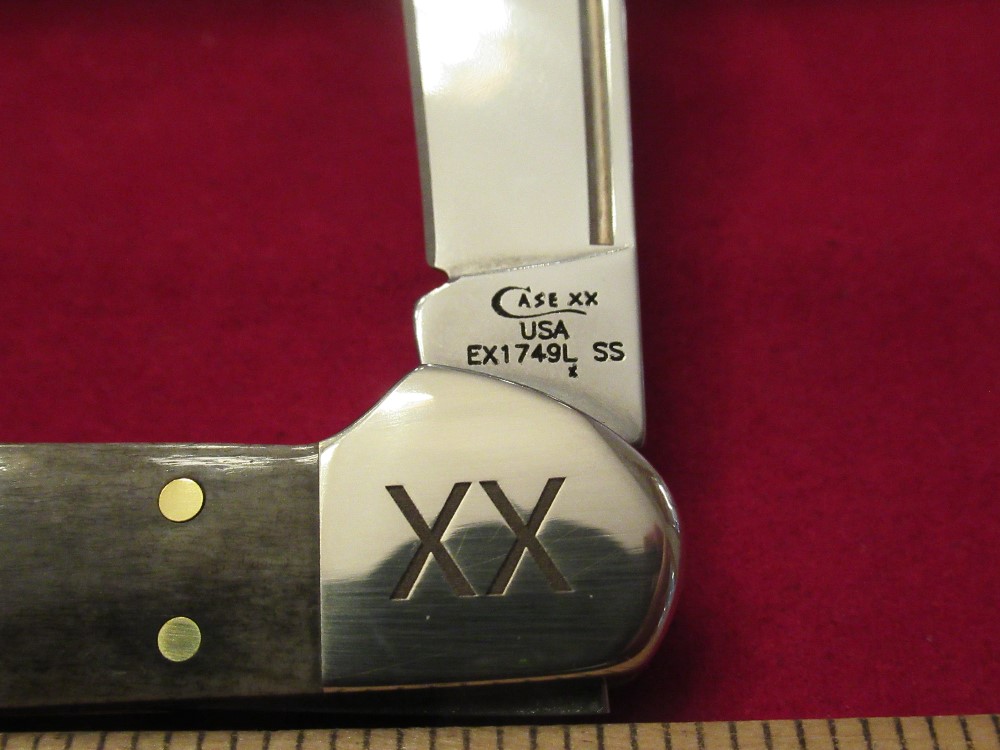 CASE XX
USA
EX1749L SS
x
XX